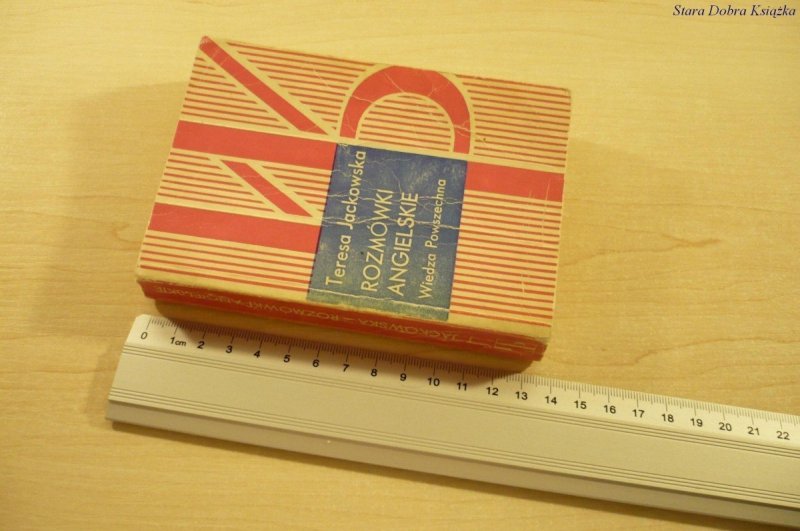 Stara Dobra Książka
Teresa Jackowska
ROZMÓWKI
ANGIELSKIE
Wiedza Powszechna
JACKOWSKA – ROZMÓWKI ANGIELSKIE
0 1cm 2 3 4 5 6 7 8 9 10 11 12 13 14 15 16 17 18 19 20 21 22